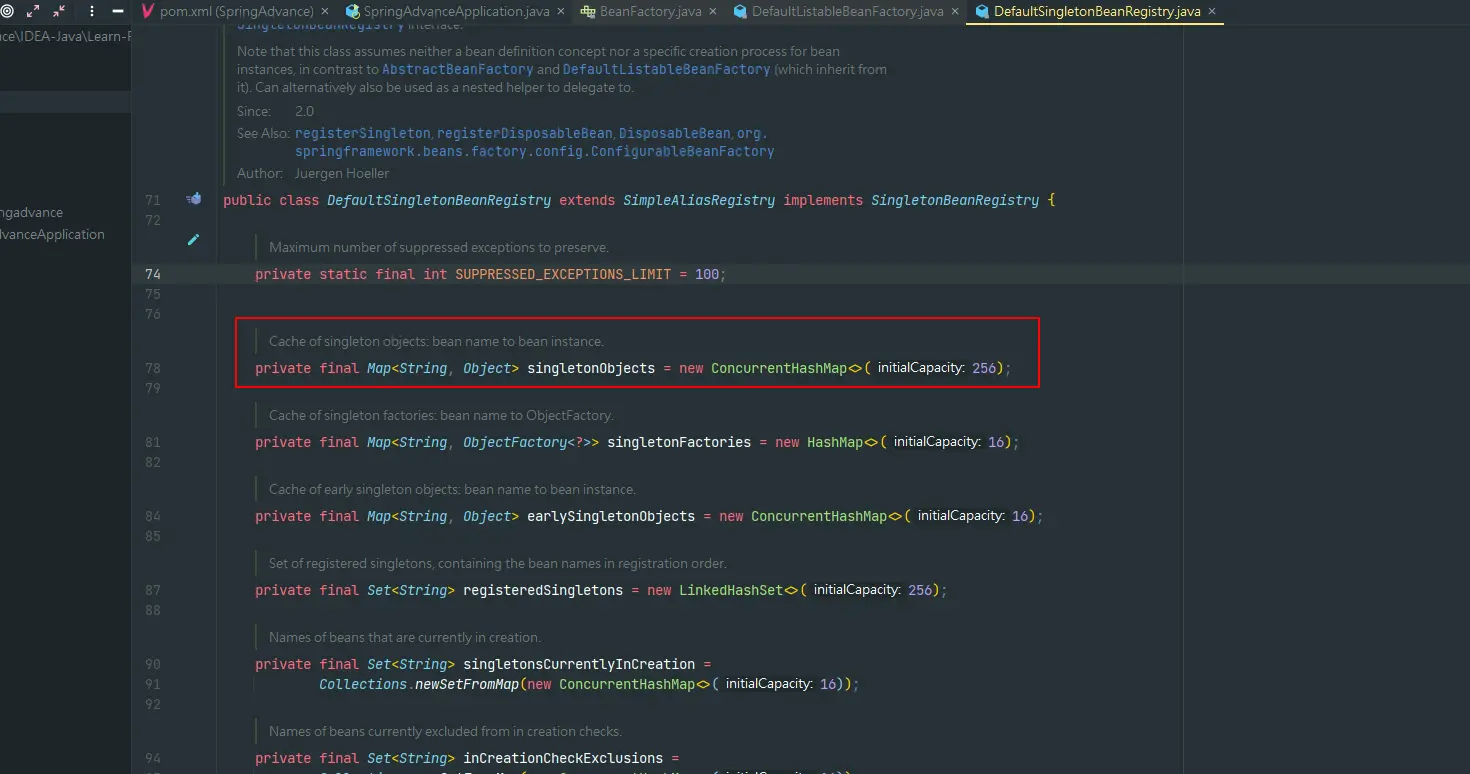 pom.xml (SpringAdvance) × SpringAdvanceApplication.java × BeanFactory.java × DefaultListableBeanFactory.java × DefaultSingletonBeanRegistry.java ×
ce\IDEA-Java\Learn-F
SingletonBeanRegistry interface.
Note that this class assumes neither a bean definition concept nor a specific creation process for bean
instances, in contrast to AbstractBeanFactory and DefaultListableBeanFactory (which inherit from
it). Can alternatively also be used as a nested helper to delegate to.
Since: 2.0
See Also: registerSingleton, registerDisposableBean, DisposableBean, org.
springframework.beans.factory.config.ConfigurableBeanFactory
Author: Juergen Hoeller
71 public class DefaultSingletonBeanRegistry extends SimpleAliasRegistry implements SingletonBeanRegistry {
ngadvance
72
dvanceApplication
Maximum number of suppressed exceptions to preserve.
74 private static final int SUPPRESSED_EXCEPTIONS_LIMIT = 100;
75
76
Cache of singleton objects: bean name to bean instance.
78 private final Map<String, Object> singletonObjects = new ConcurrentHashMap<>( initialCapacity: 256);
79
Cache of singleton factories: bean name to ObjectFactory.
81 private final Map<String, ObjectFactory<?>> singletonFactories = new HashMap<>( initialCapacity: 16);
82
Cache of early singleton objects: bean name to bean instance.
84 private final Map<String, Object> earlySingletonObjects = new ConcurrentHashMap<>( initialCapacity: 16);
85
Set of registered singletons, containing the bean names in registration order.
87 private final Set<String> registeredSingletons = new LinkedHashSet<>( initialCapacity: 256);
88
Names of beans that are currently in creation.
90 private final Set<String> singletonsCurrentlyInCreation =
91 Collections.newSetFromMap(new ConcurrentHashMap<>( initialCapacity: 16));
92
Names of beans currently excluded from in creation checks.
94 private final Set<String> inCreationCheckExclusions =